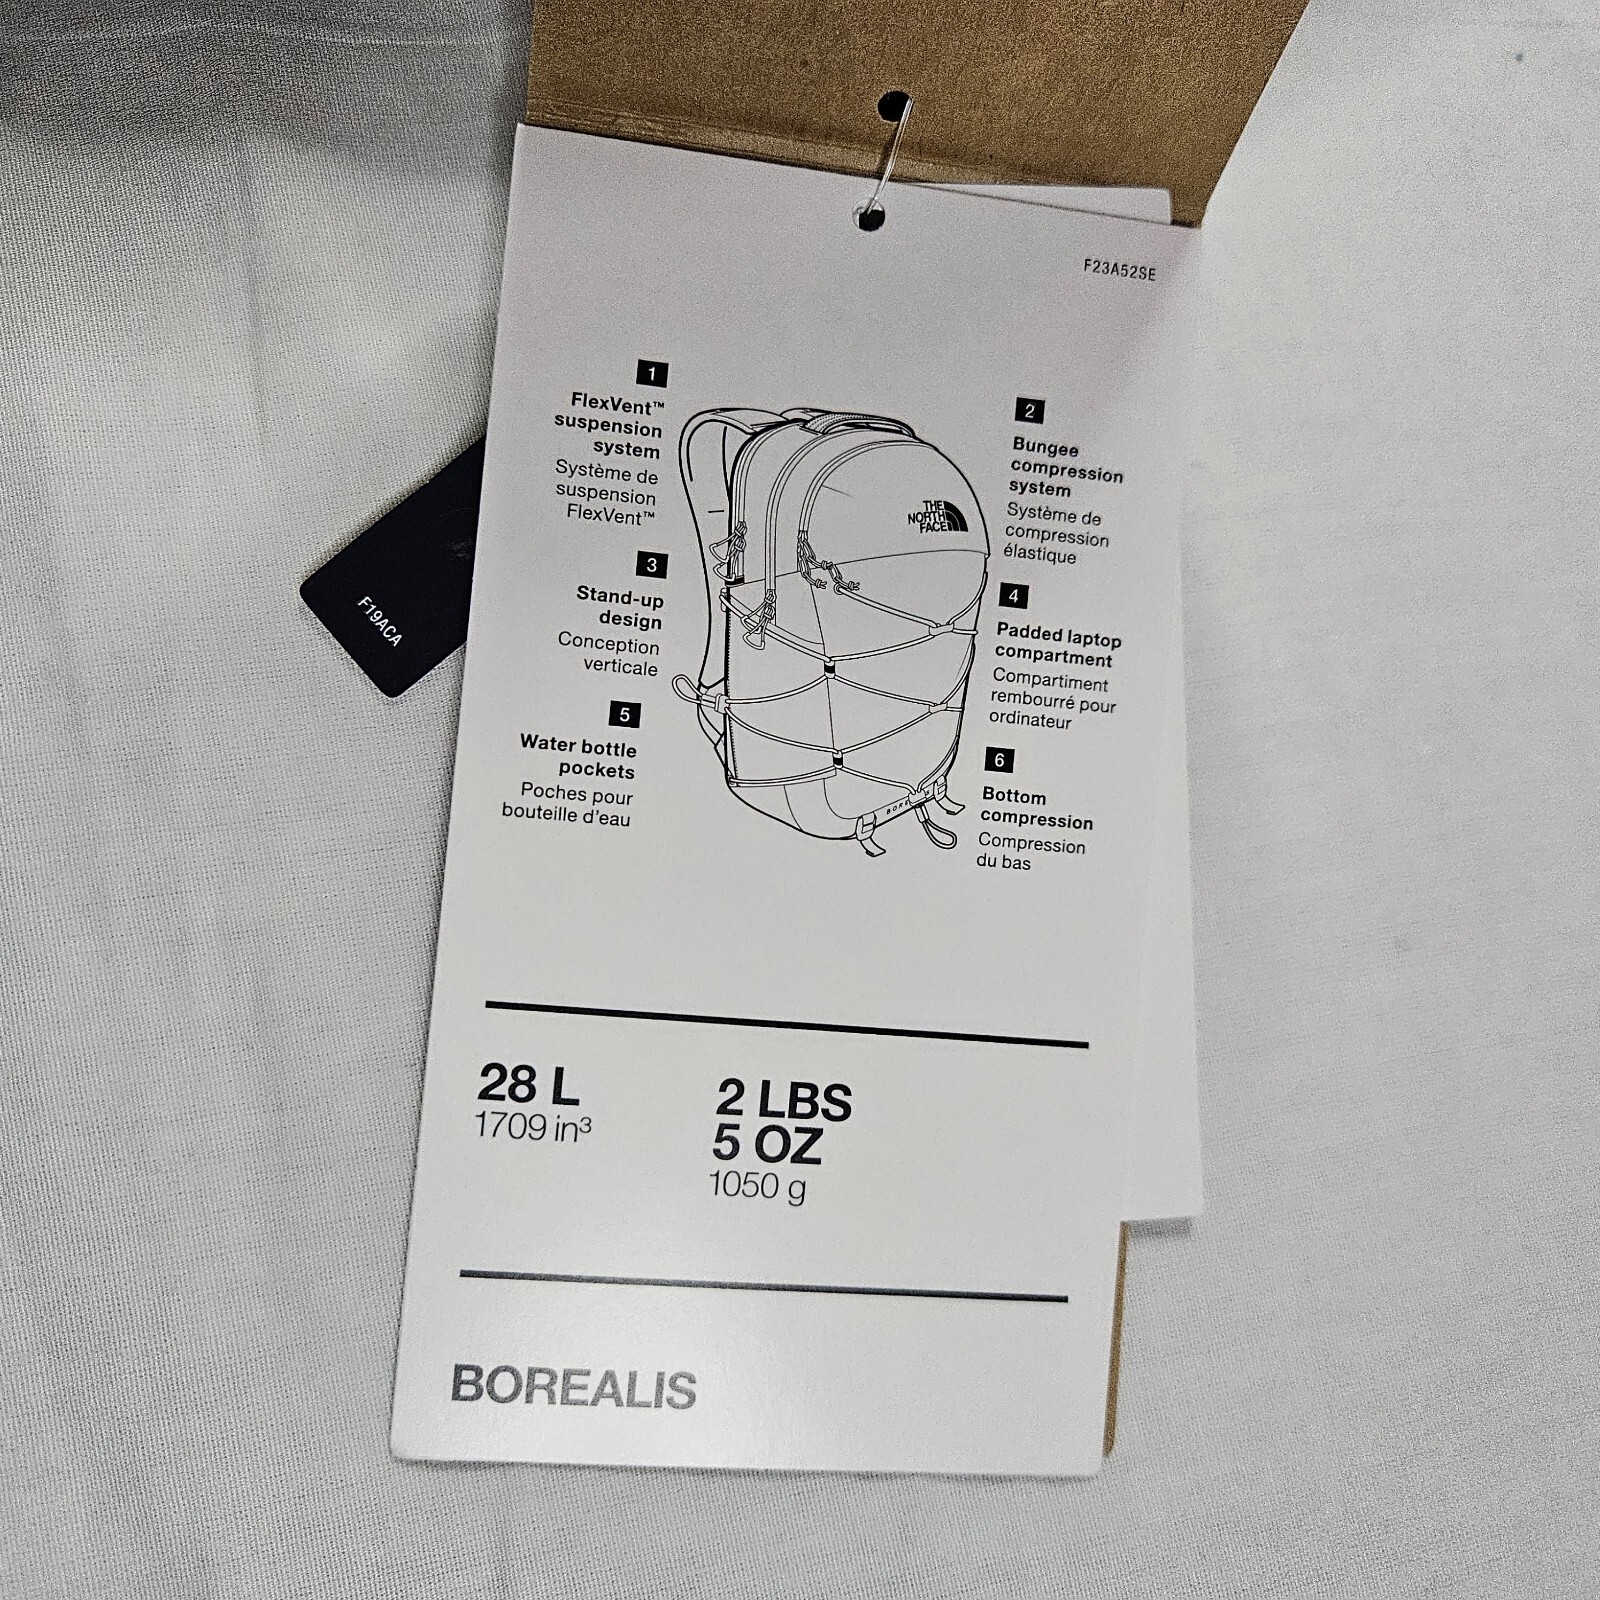 F23A52SE
1
FlexVent™
suspension
system
Système de
suspension
FlexVent™
2
Bungee
compression
system
Système de
compression
élastique
3
Stand-up
design
Conception
verticale
4
Padded laptop
compartment
Compartiment
rembourré pour
ordinateur
5
Water bottle
pockets
Poches pour
bouteille d'eau
6
Bottom
compression
Compression
du bas
THE
NORTH
FACE
F19ACA
28 L
1709 in³
2 LBS
5 OZ
1050 g
BOREALIS